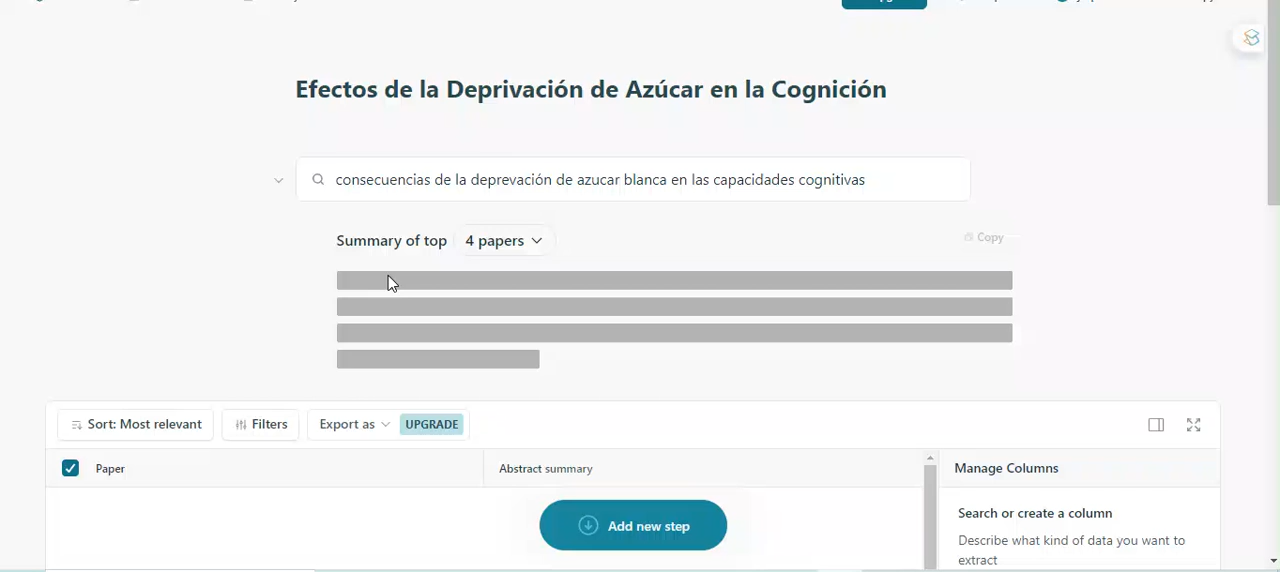 Efectos de la Deprivación de Azúcar en la Cognición
consecuencias de la deprevación de azucar blanca en las capacidades cognitivas
Summary of top 4 papers
Copy
Sort: Most relevant
Filters
Export as
UPGRADE
Paper
Abstract summary
Manage Columns
Add new step
Search or create a column
Describe what kind of data you want to
extract